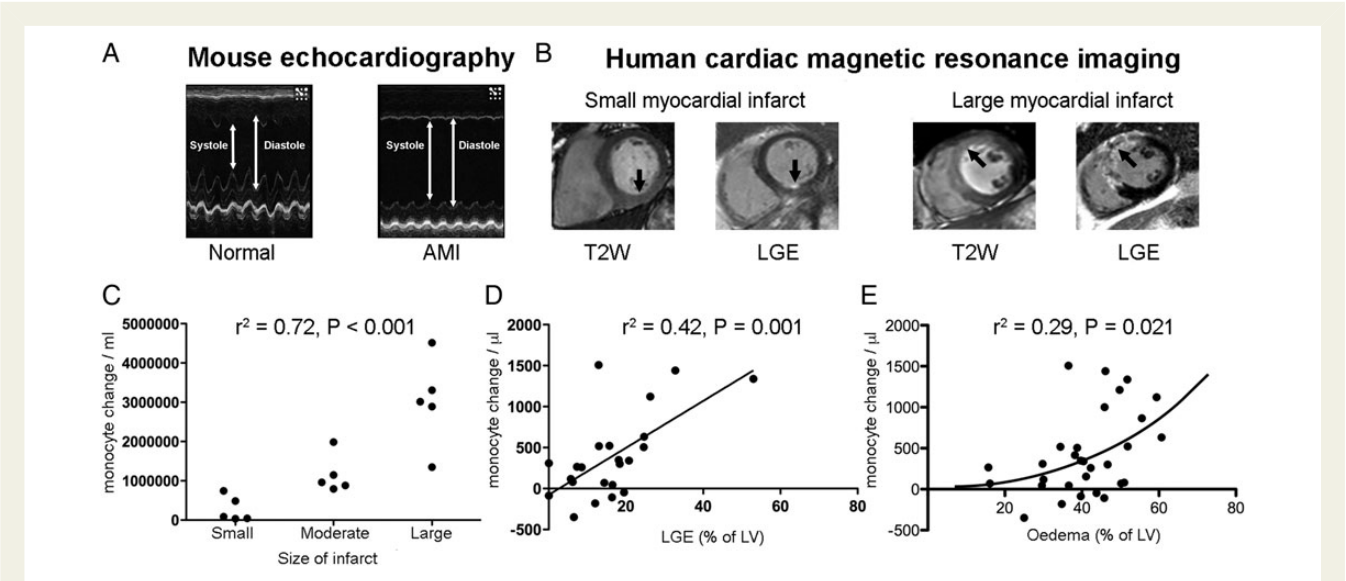 A
Mouse echocardiography
Systole
Diastole
Systole
Diastole
Normal
AMI
B
Human cardiac magnetic resonance imaging
Small myocardial infarct
Large myocardial infarct
T2W
LGE
T2W
LGE
C
r² = 0.72, P < 0.001
monocyte change / ml
5000000
4000000
3000000
2000000
1000000
0
Small
Moderate
Large
Size of infarct
D
r² = 0.42, P = 0.001
monocyte change / μl
2000
1500
1000
500
0
-500
20
40
60
80
LGE (% of LV)
E
r² = 0.29, P = 0.021
monocyte change / μl
2000
1500
1000
500
0
-500
20
40
60
80
Oedema (% of LV)